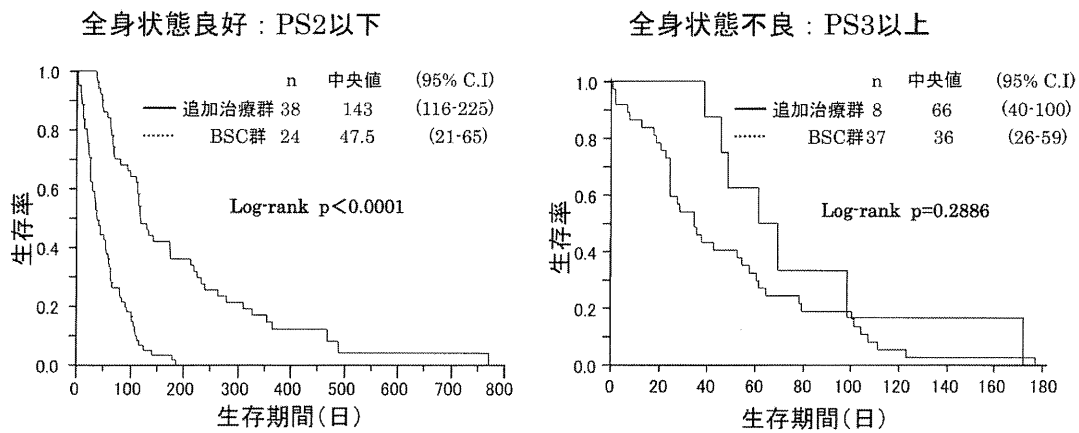 全身状態良好：PS2以下
n 中央値 (95% C.I)
追加治療群 38 143 (116-225)
BSC群 24 47.5 (21-65)
Log-rank p＜0.0001
生存率
1.0
0.8
0.6
0.4
0.2
0.0
0 100 200 300 400 500 600 700 800
生存期間(日)
全身状態不良：PS3以上
n 中央値 (95% C.I)
追加治療群 8 66 (40-100)
BSC群 37 36 (26-59)
Log-rank p=0.2886
生存率
1.0
0.8
0.6
0.4
0.2
0.0
0 20 40 60 80 100 120 140 160 180
生存期間(日)